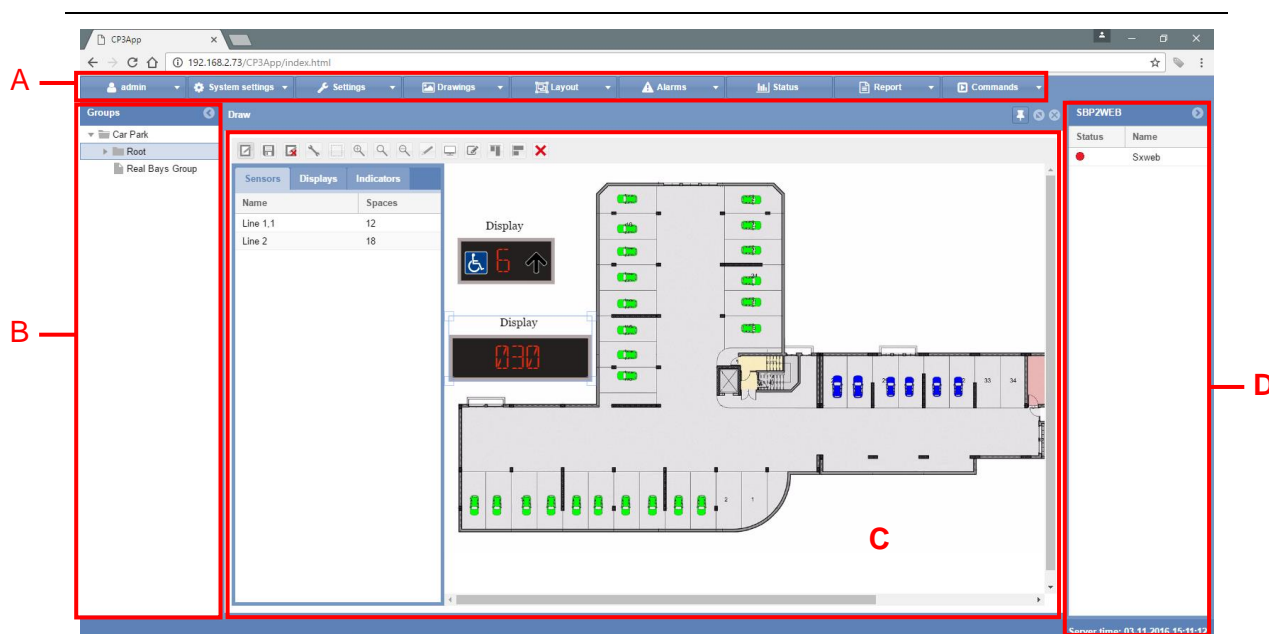 CP3App
192.168.2.73/CP3App/index.html
A
admin System settings Settings Drawings Layout Alarms Status Report Commands
Groups Draw SBP2WEB
Car Park
Root
Real Bays Group
Sensors Displays Indicators
Name Spaces
Line 1,1 12
Line 2 18
Status Name
Sxweb
Display
6
B
Display
030
D
33 34
2 1
C
Server time: 03.11.2016 15:11:12